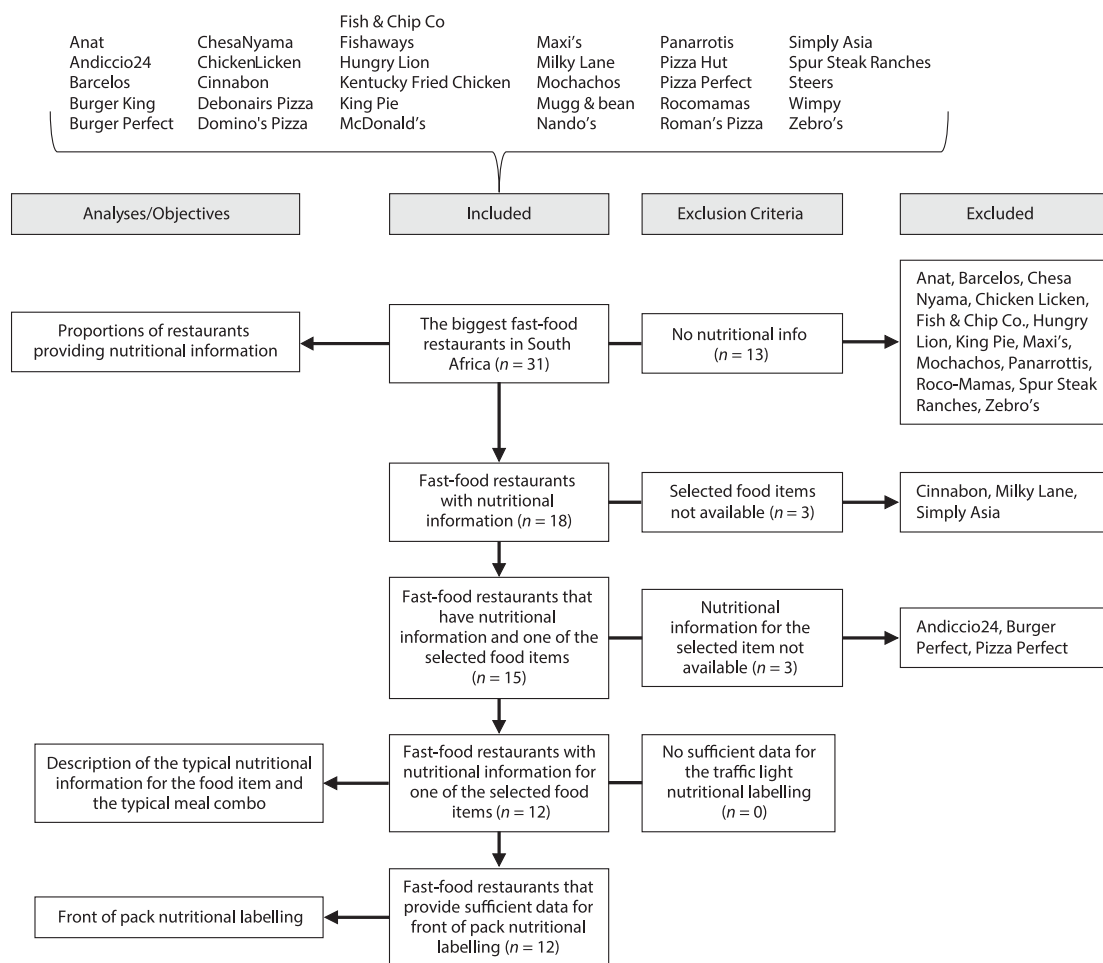 Anat
Andiccio24
Barcelos
Burger King
Burger Perfect
ChesaNyama
ChickenLicken
Cinnabon
Debonairs Pizza
Domino's Pizza
Fish & Chip Co
Fishaways
Hungry Lion
Kentucky Fried Chicken
King Pie
McDonald's
Maxi's
Milky Lane
Mochachos
Mugg & bean
Nando's
Panarrotis
Pizza Hut
Pizza Perfect
Rocomamas
Roman's Pizza
Simply Asia
Spur Steak Ranches
Steers
Wimpy
Zebro's
Analyses/Objectives
Included
Exclusion Criteria
Excluded
Proportions of restaurants
providing nutritional information
The biggest fast-food
restaurants in South
Africa (n = 31)
No nutritional info
(n = 13)
Anat, Barcelos, Chesa
Nyama, Chicken Licken,
Fish & Chip Co., Hungry
Lion, King Pie, Maxi's,
Mochachos, Panarrottis,
Roco-Mamas, Spur Steak
Ranches, Zebro's
Fast-food restaurants
with nutritional
information (n = 18)
Selected food items
not available (n = 3)
Cinnabon, Milky Lane,
Simply Asia
Fast-food restaurants that
have nutritional
information and one of the
selected food items
(n = 15)
Nutritional
information for the
selected item not
available (n = 3)
Andiccio24, Burger
Perfect, Pizza Perfect
Description of the typical nutritional
information for the food item and
the typical meal combo
Fast-food restaurants with
nutritional information for
one of the selected food
items (n = 12)
No sufficient data for
the traffic light
nutritional labelling
(n = 0)
Front of pack nutritional labelling
Fast-food restaurants that
provide sufficient data for
front of pack nutritional
labelling (n = 12)